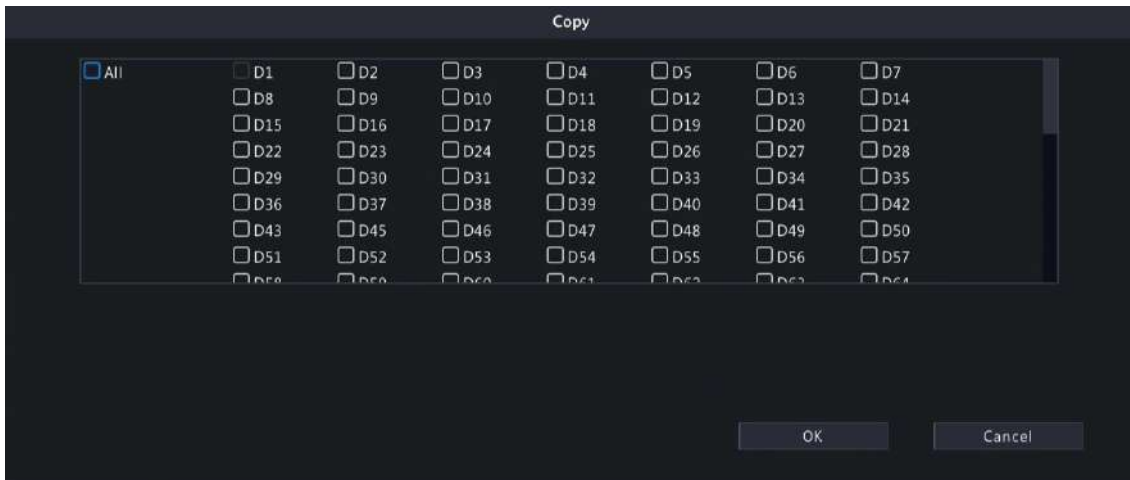 Copy
All D1 D2 D3 D4 D5 D6 D7
D8 D9 D10 D11 D12 D13 D14
D15 D16 D17 D18 D19 D20 D21
D22 D23 D24 D25 D26 D27 D28
D29 D30 D31 D32 D33 D34 D35
D36 D37 D38 D39 D40 D41 D42
D43 D45 D46 D47 D48 D49 D50
D51 D52 D53 D54 D55 D56 D57
OK Cancel